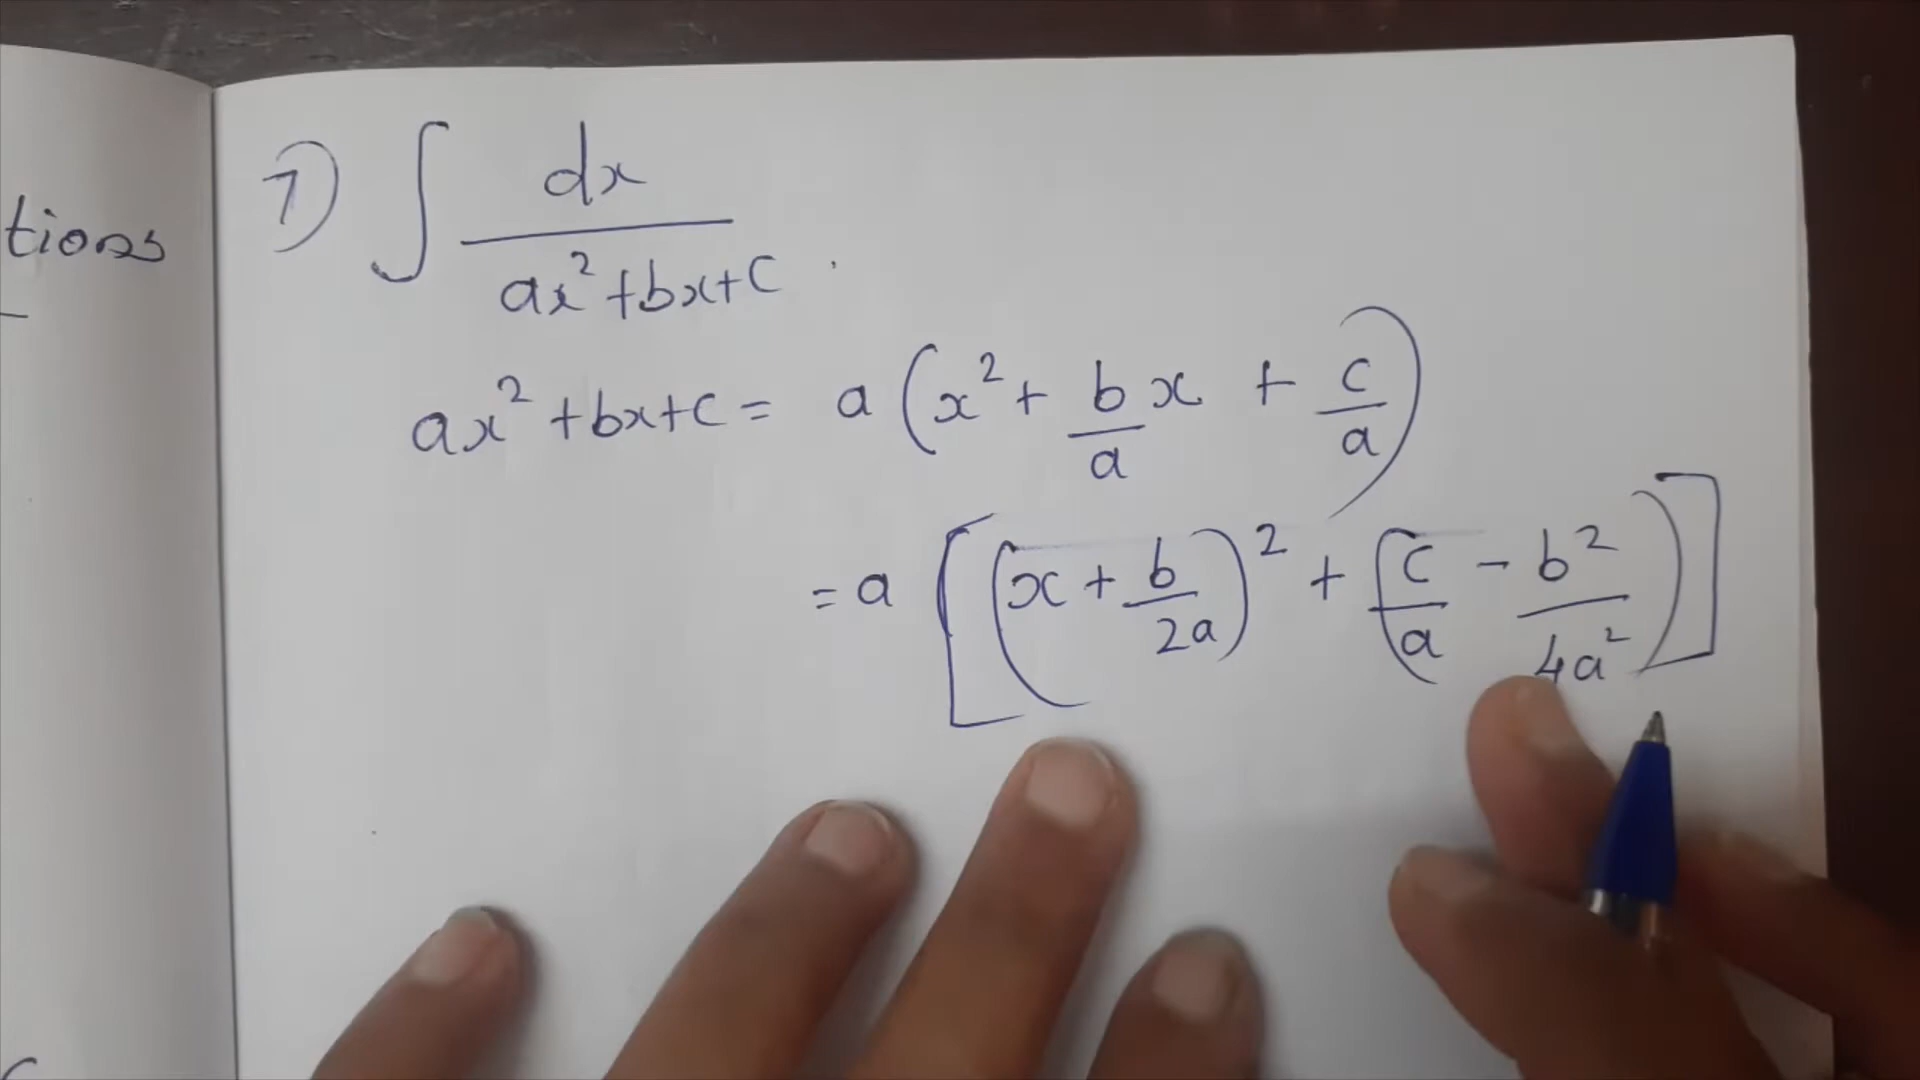 tions
7) ∫ dx / (ax² + bx + c) .
ax² + bx + c = a (x² + b/a x + c/a)
= a [(x + b/2a)² + (c/a - b²/4a²)]